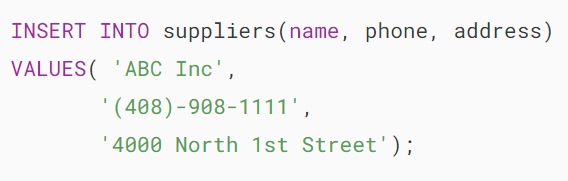 INSERT INTO suppliers(name, phone, address)
VALUES( 'ABC Inc',
'(408)-908-1111',
'4000 North 1st Street');